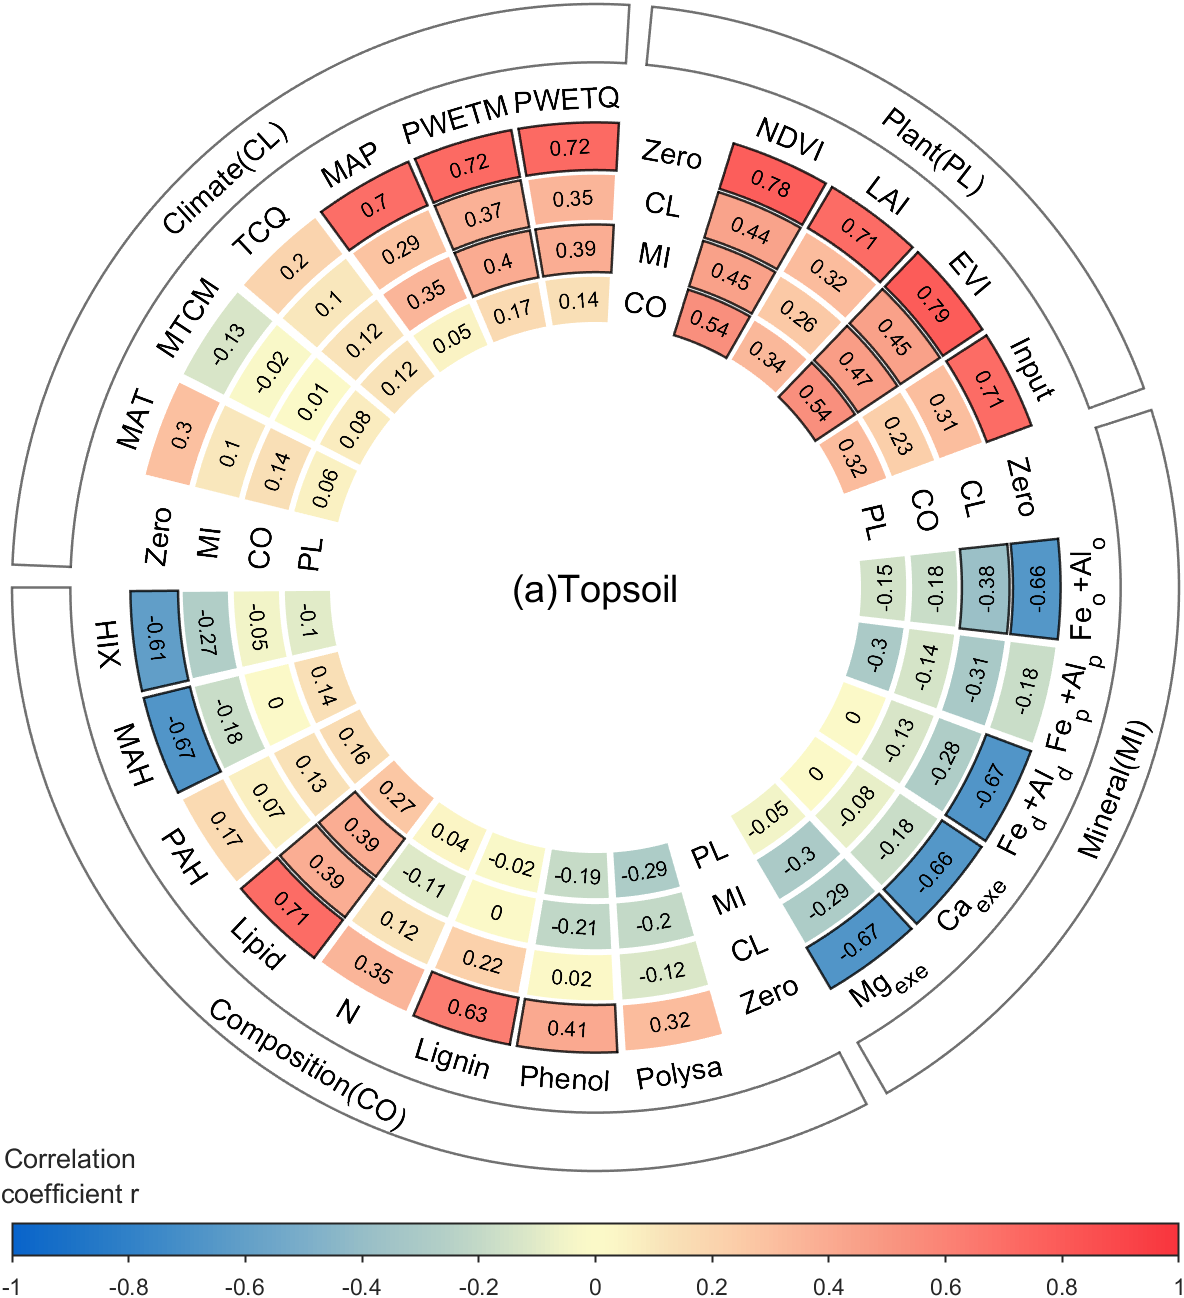 Climate(CL)
MAT
MTCM
TCQ
MAP
PWETM
PWETQ
Zero
CL
MI
CO
0.3
-0.13
0.2
0.7
0.72
0.72
0.1
-0.02
0.1
0.29
0.37
0.35
0.14
0.01
0.12
0.35
0.4
0.39
0.06
0.08
0.12
0.05
0.17
0.14
Plant(PL)
NDVI
LAI
EVI
Input
Zero
CL
CO
PL
0.78
0.71
0.79
0.71
0.44
0.32
0.45
0.31
0.45
0.26
0.47
0.23
0.54
0.34
0.54
0.32
Mineral(MI)
Feo+Alo
Fep+Alp
Fed+Ald
Caexe
Mgexe
-0.66
-0.18
-0.67
-0.66
-0.67
-0.38
-0.31
-0.28
-0.18
-0.29
-0.18
-0.14
-0.13
-0.08
-0.3
-0.15
-0.3
0
0
-0.05
PL
MI
CL
Zero
Composition(CO)
Polysa
Phenol
Lignin
N
Lipid
PAH
MAH
HIX
0.32
0.41
0.63
0.35
0.71
0.17
-0.67
-0.61
-0.12
0.02
0.22
0.12
0.39
0.07
-0.18
-0.27
-0.2
-0.21
0
-0.11
0.39
0.13
0
-0.05
-0.29
-0.19
-0.02
0.04
0.27
0.16
0.14
-0.1
Zero
MI
CO
PL
(a)Topsoil
Correlation
coefficient r
-1 -0.8 -0.6 -0.4 -0.2 0 0.2 0.4 0.6 0.8 1